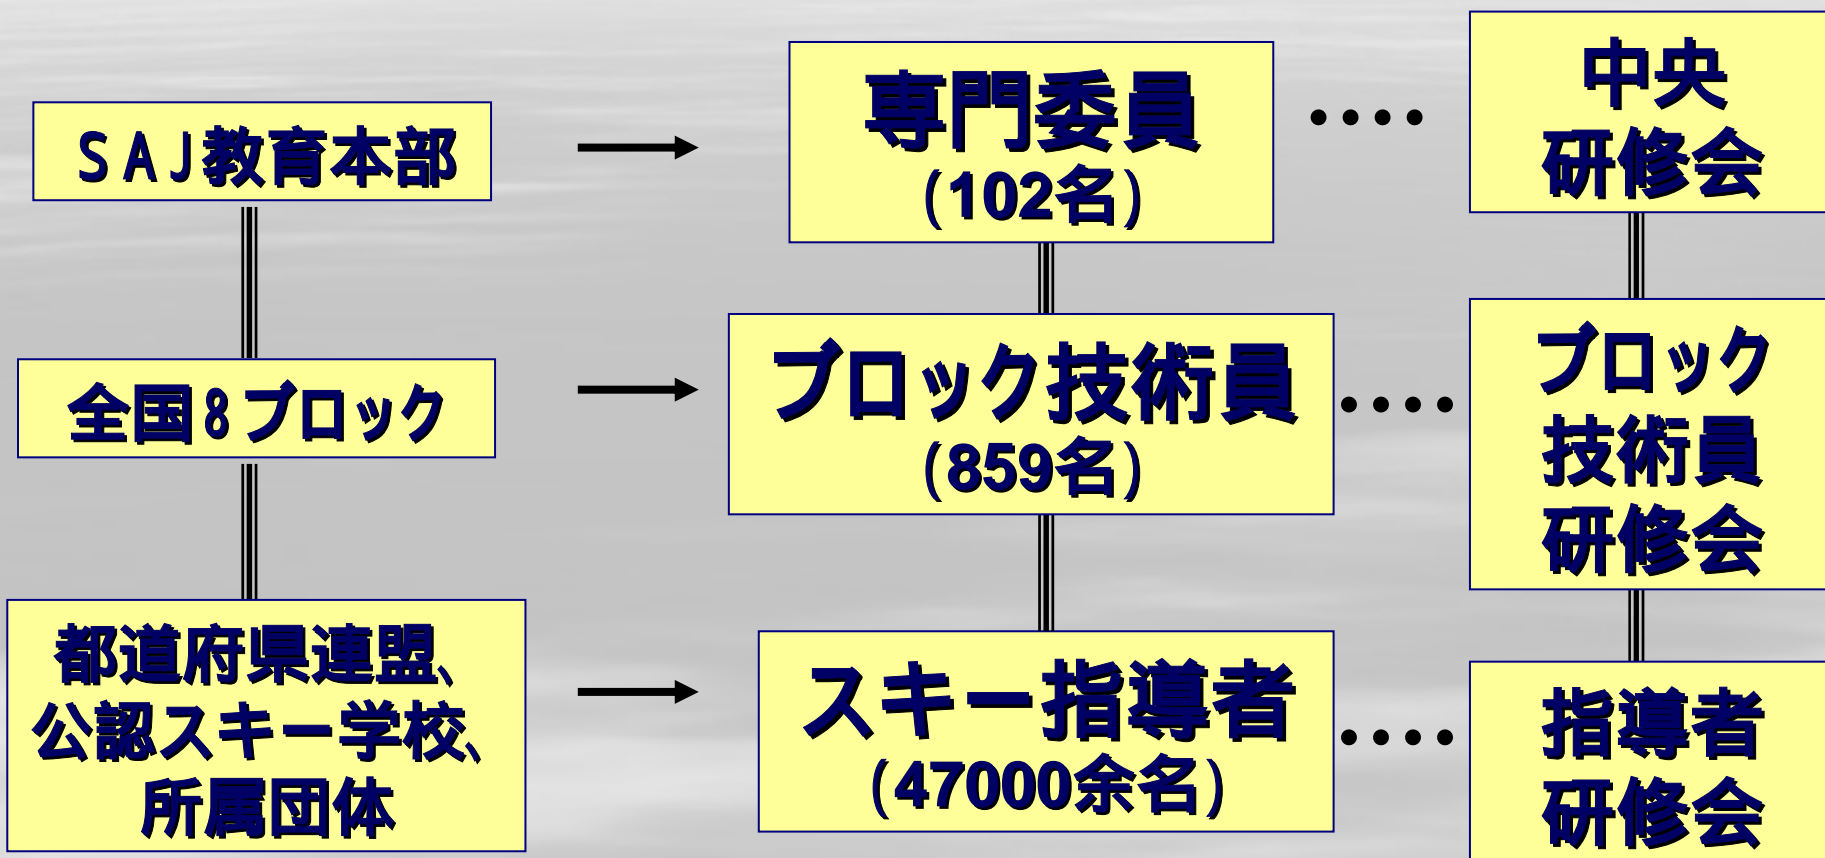 SAJ教育本部
専門委員
(102名)
中央
研修会
全国8ブロック
ブロック技術員
(859名)
ブロック
技術員
研修会
都道府県連盟、
公認スキー学校、
所属団体
スキー指導者
(47000余名)
指導者
研修会